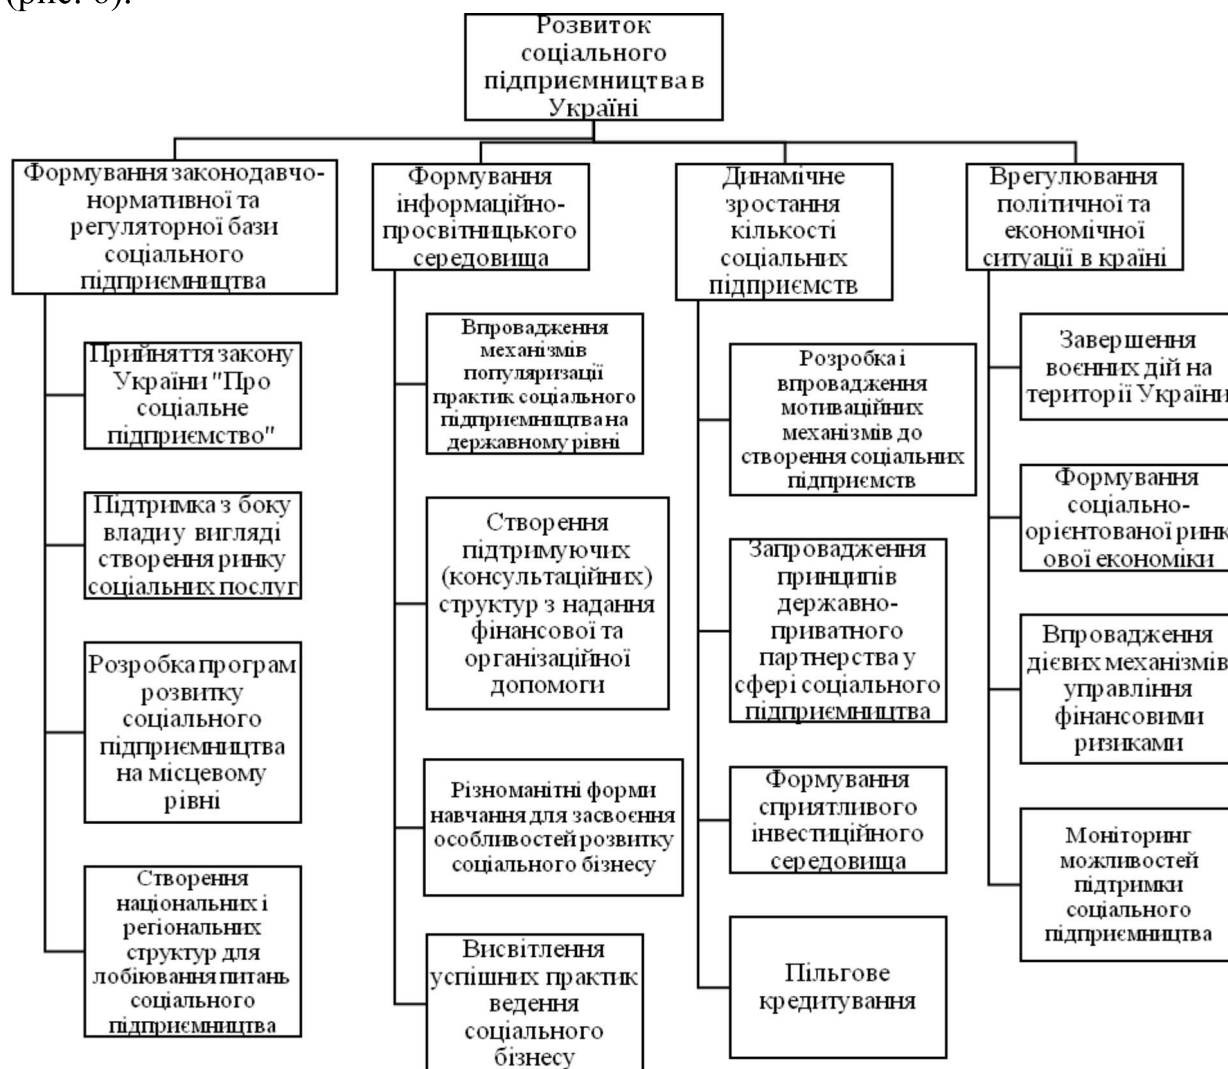 (рис. 6).
Розвиток
соціального
підприємництва в
Україні
Формування законодавчо-
нормативної та
регуляторної бази
соціального
підприємництва
Прийняття закону
України "Про
соціальне
підприємство"
Підтримка з боку
влади у вигляді
створення ринку
соціальних послуг
Розробка програм
розвитку
соціального
підприємництва
на місцевому
рівні
Створення
національних і
регіональних
структур для
лобіювання питань
соціального
підприємництва
Формування
інформаційно-
просвітницького
середовища
Впровадження
механізмів
популяризації
практик соціального
підприємництва на
державному рівні
Створення
підтримуючих
(консультаційних)
структур з надання
фінансової та
організаційної
допомоги
Різноманітні форми
навчання для засвоєння
особливостей розвитку
соціального бізнесу
Висвітлення
успішних практик
ведення
соціального
бізнесу
Динамічне
зростання
кількості
соціальних
підприємств
Розробка і
впровадження
мотиваційних
механізмів до
створення соціальних
підприємств
Запровадження
принципів
державно-
приватного
партнерства у
сфері соціального
підприємництва
Формування
сприятливого
інвестиційного
середовища
Пільгове
кредитування
Врегулювання
політичної та
економічної
ситуації в країні
Завершення
воєнних дій на
території України
Формування
соціально-
орієнтованої ринк
ової економіки
Впровадження
дієвих механізмів
управління
фінансовими
ризиками
Моніторинг
можливостей
підтримки
соціального
підприємництва